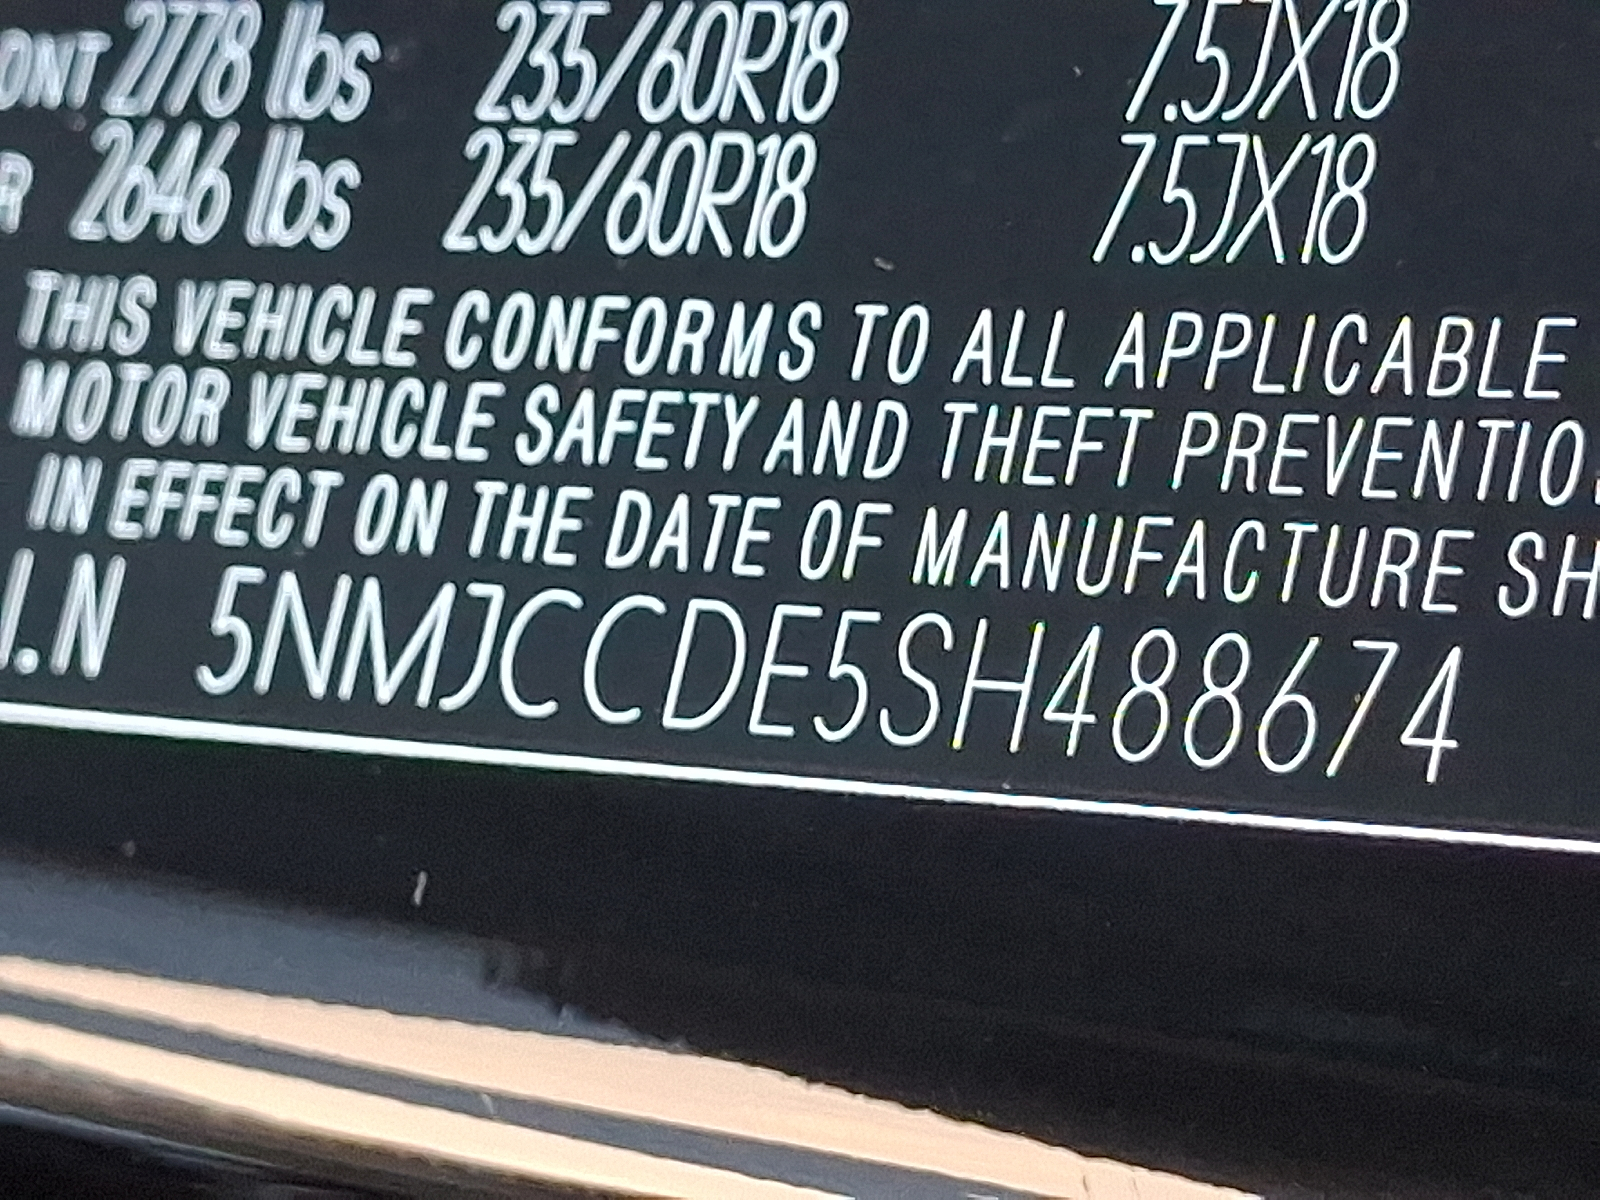 ONT 2778 lbs 235/60R18 7.5JX18
R 2646 lbs 235/60R18 7.5JX18
THIS VEHICLE CONFORMS TO ALL APPLICABLE
MOTOR VEHICLE SAFETY AND THEFT PREVENTIO
IN EFFECT ON THE DATE OF MANUFACTURE SH
I.N 5NMJCCDE5SH488674